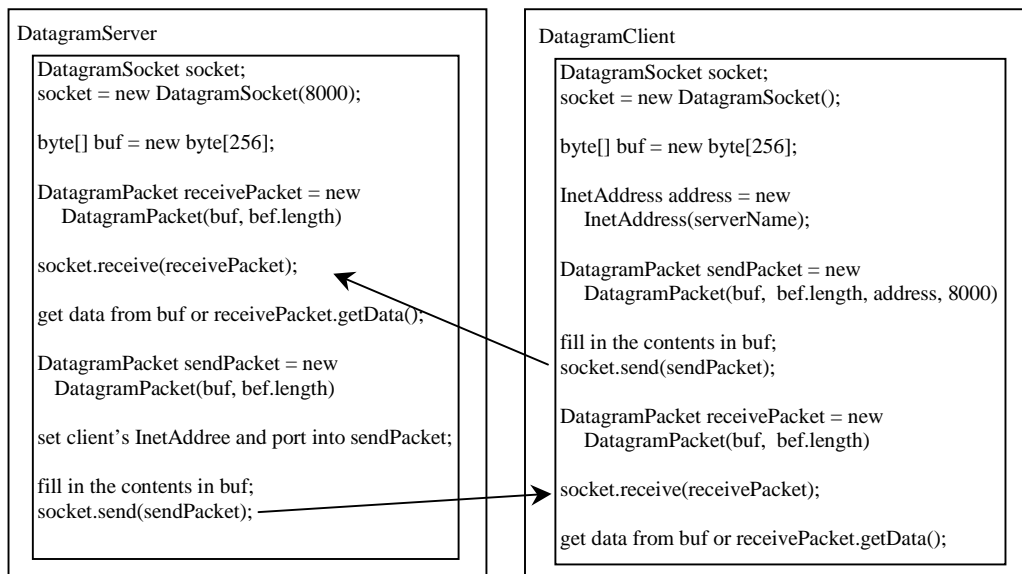 DatagramServer
DatagramSocket socket;
socket = new DatagramSocket(8000);
byte[] buf = new byte[256];
DatagramPacket receivePacket = new
DatagramPacket(buf, bef.length)
socket.receive(receivePacket);
get data from buf or receivePacket.getData();
DatagramPacket sendPacket = new
DatagramPacket(buf, bef.length)
set client's InetAddree and port into sendPacket;
fill in the contents in buf;
socket.send(sendPacket);
DatagramClient
DatagramSocket socket;
socket = new DatagramSocket();
byte[] buf = new byte[256];
InetAddress address = new
InetAddress(serverName);
DatagramPacket sendPacket = new
DatagramPacket(buf, bef.length, address, 8000)
fill in the contents in buf;
socket.send(sendPacket);
DatagramPacket receivePacket = new
DatagramPacket(buf, bef.length)
socket.receive(receivePacket);
get data from buf or receivePacket.getData();